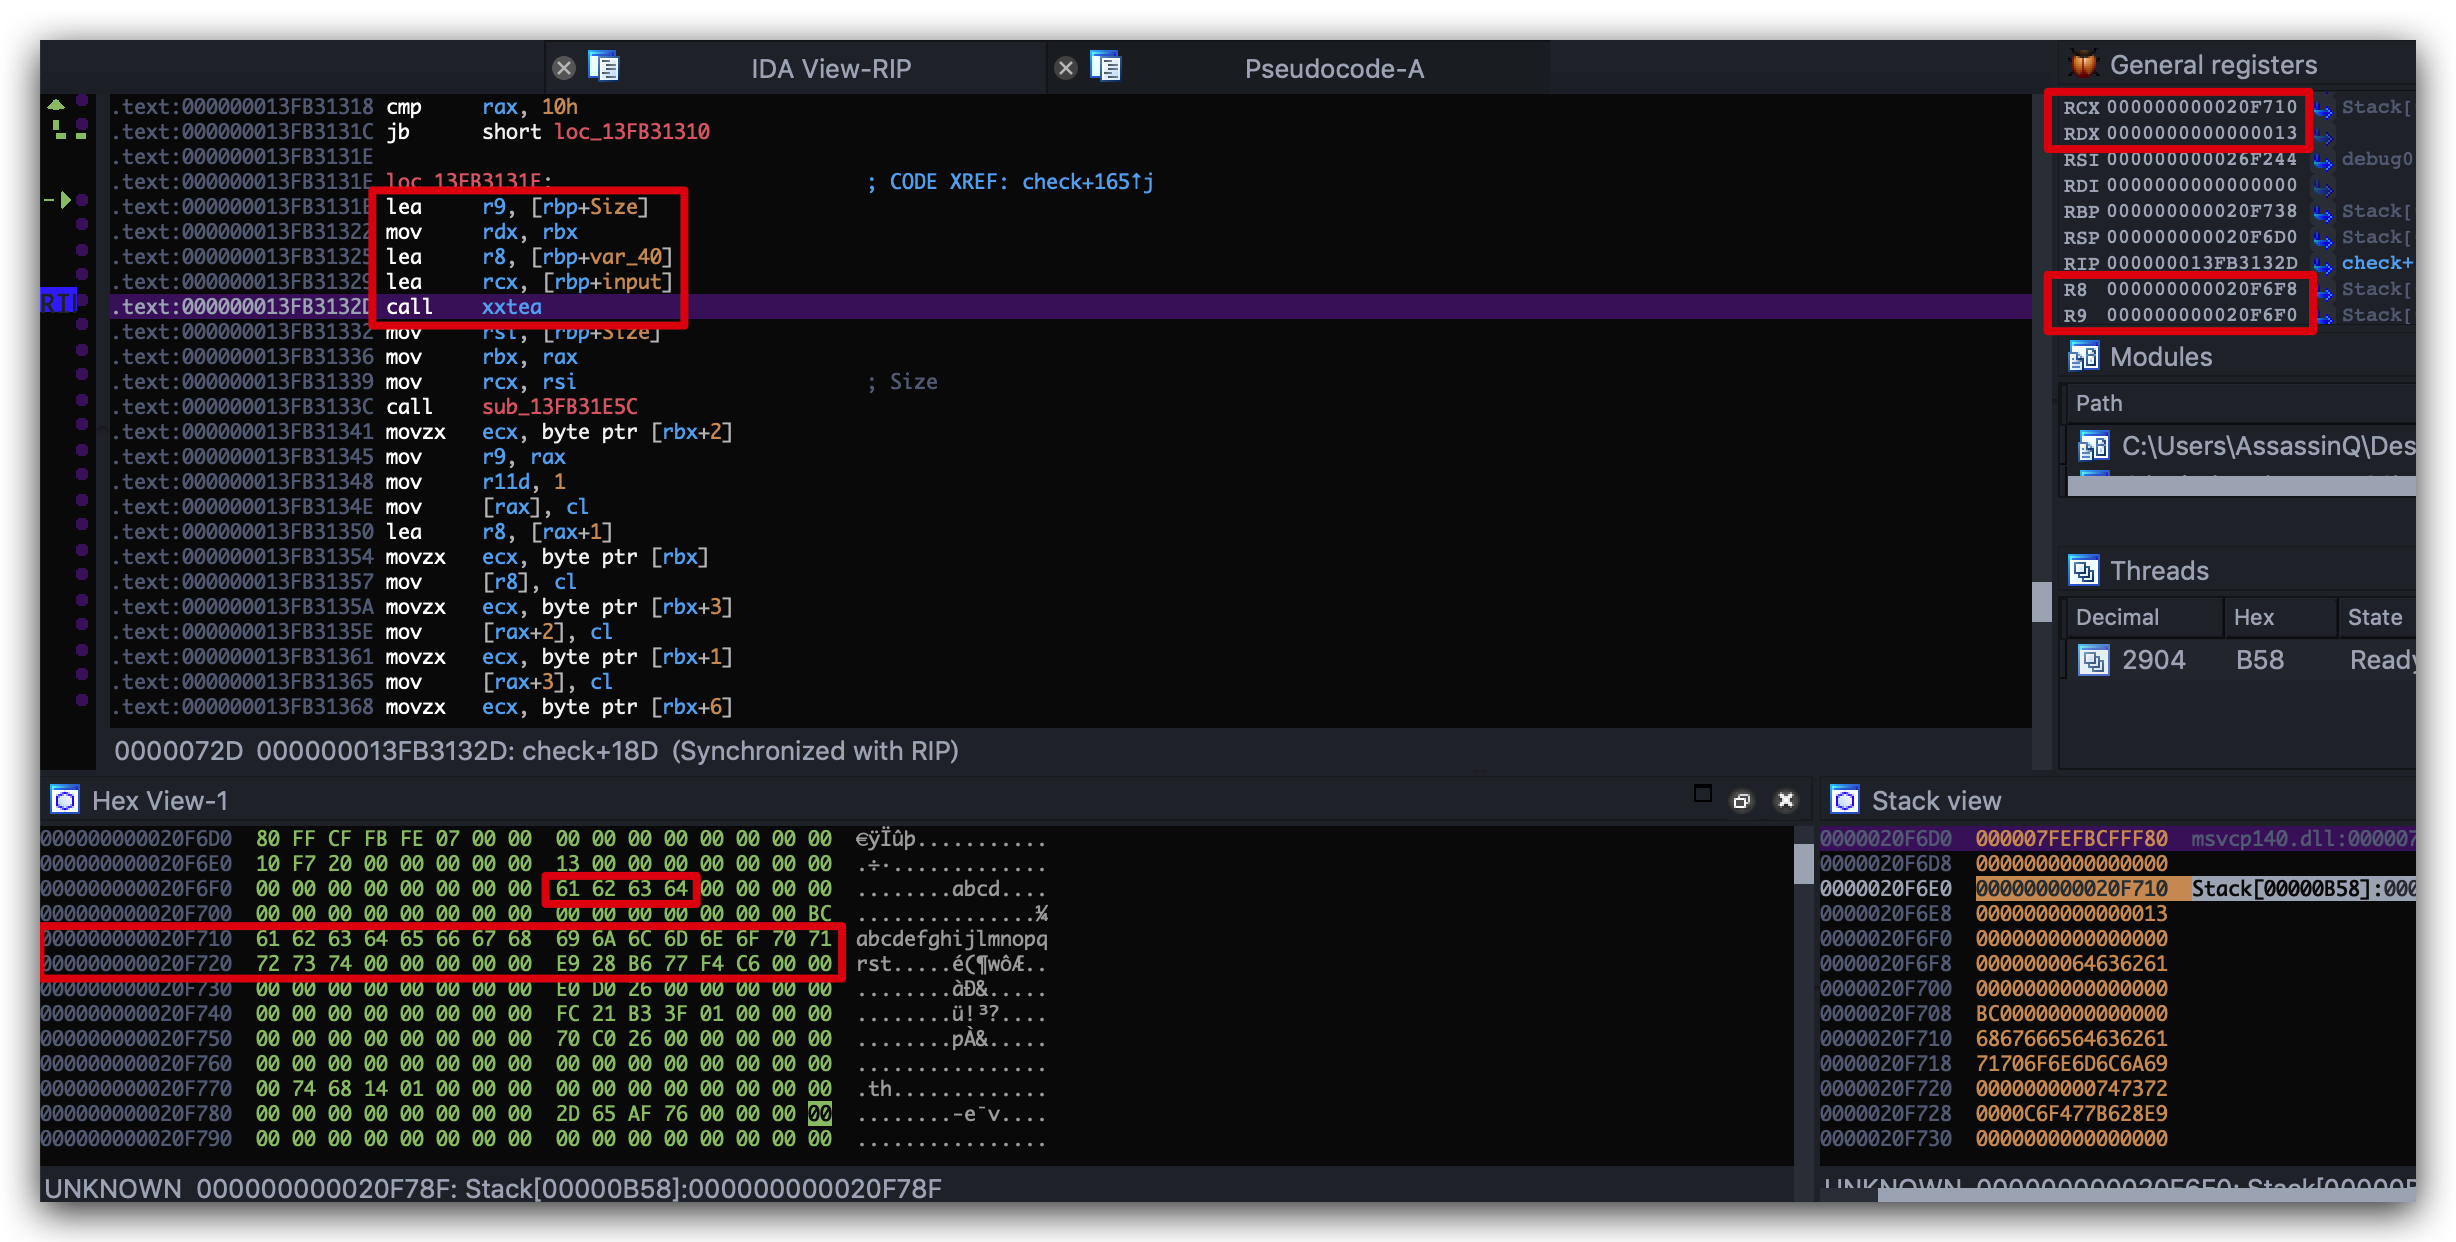 IDA View-RIP
Pseudocode-A
General registers
.text:000000013FB31318 cmp rax, 10h
.text:000000013FB3131C jb short loc_13FB31310
.text:000000013FB3131E
.text:000000013FB3131E loc_13FB3131E: ; CODE XREF: check+165↑j
.text:000000013FB3131E lea r9, [rbp+Size]
.text:000000013FB31322 mov rdx, rbx
.text:000000013FB31325 lea r8, [rbp+var_40]
.text:000000013FB31329 lea rcx, [rbp+input]
.text:000000013FB3132D call xxtea
.text:000000013FB31332 mov rsi, [rbp+Size]
.text:000000013FB31336 mov rbx, rax
.text:000000013FB31339 mov rcx, rsi ; Size
.text:000000013FB3133C call sub_13FB31E5C
.text:000000013FB31341 movzx ecx, byte ptr [rbx+2]
.text:000000013FB31345 mov r9, rax
.text:000000013FB31348 mov r11d, 1
.text:000000013FB3134E mov [rax], cl
.text:000000013FB31350 lea r8, [rax+1]
.text:000000013FB31354 movzx ecx, byte ptr [rbx]
.text:000000013FB31357 mov [r8], cl
.text:000000013FB3135A movzx ecx, byte ptr [rbx+3]
.text:000000013FB3135E mov [rax+2], cl
.text:000000013FB31361 movzx ecx, byte ptr [rbx+1]
.text:000000013FB31365 mov [rax+3], cl
.text:000000013FB31368 movzx ecx, byte ptr [rbx+6]
0000072D 000000013FB3132D: check+18D (Synchronized with RIP)
RCX 000000000020F710 Stack[
RDX 0000000000000013
RSI 000000000026F244 debug0
RDI 0000000000000000
RBP 000000000020F738 Stack[
RSP 000000000020F6D0 Stack[
RIP 000000013FB3132D check+
R8 000000000020F6F8 Stack[
R9 000000000020F6F0 Stack[
Modules
Path
C:\Users\AssassinQ\Des
Threads
Decimal Hex State
2904 B58 Ready
Hex View-1
000000000020F6D0 80 FF CF FB FE 07 00 00 00 00 00 00 00 00 00 00 €ÿÏûþ...........
000000000020F6E0 10 F7 20 00 00 00 00 00 13 00 00 00 00 00 00 00 .÷·.............
000000000020F6F0 00 00 00 00 00 00 00 00 61 62 63 64 00 00 00 00 ........abcd....
000000000020F700 00 00 00 00 00 00 00 00 00 00 00 00 00 00 00 BC ...............¼
000000000020F710 61 62 63 64 65 66 67 68 69 6A 6C 6D 6E 6F 70 71 abcdefghijlmnopq
000000000020F720 72 73 74 00 00 00 00 00 E9 28 B6 77 F4 C6 00 00 rst.....é(¶wôÆ..
000000000020F730 00 00 00 00 00 00 00 00 E0 D0 26 00 00 00 00 00 ........àÐ&.....
000000000020F740 00 00 00 00 00 00 00 00 FC 21 B3 3F 01 00 00 00 ........ü!³?....
000000000020F750 00 00 00 00 00 00 00 00 70 C0 26 00 00 00 00 00 ........pÀ&.....
000000000020F760 00 00 00 00 00 00 00 00 00 00 00 00 00 00 00 00 ................
000000000020F770 00 74 68 14 01 00 00 00 00 00 00 00 00 00 00 00 .th.............
000000000020F780 00 00 00 00 00 00 00 00 2D 65 AF 76 00 00 00 00 ........-e¯v....
000000000020F790 00 00 00 00 00 00 00 00 00 00 00 00 00 00 00 00 ................
UNKNOWN 000000000020F78F: Stack[00000B58]:000000000020F78F
Stack view
0000020F6D0 000007FEFBCFFF80 msvcp140.dll:000007
0000020F6D8 0000000000000000
0000020F6E0 000000000020F710 Stack[00000B58]:000
0000020F6E8 0000000000000013
0000020F6F0 0000000000000000
0000020F6F8 0000000064636261
0000020F700 0000000000000000
0000020F708 BC00000000000000
0000020F710 6867666564636261
0000020F718 71706F6E6D6C6A69
0000020F720 0000000000747372
0000020F728 0000C6F477B628E9
0000020F730 0000000000000000
UNKNOWN 000000000020F6E0: Stack[00000B